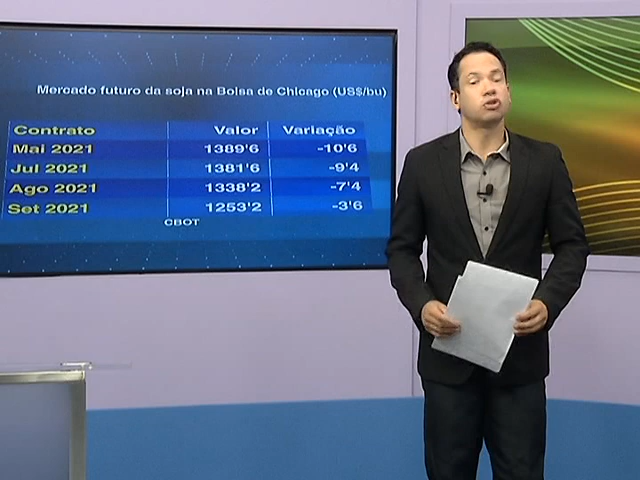 Mercado futuro da soja na Bolsa de Chicago (US$/bu)
Contrato Valor Variação
Mai 2021 1389'6 -10'6
Jul 2021 1381'6 -9'4
Ago 2021 1338'2 -7'4
Set 2021 1253'2 -3'6
CBOT